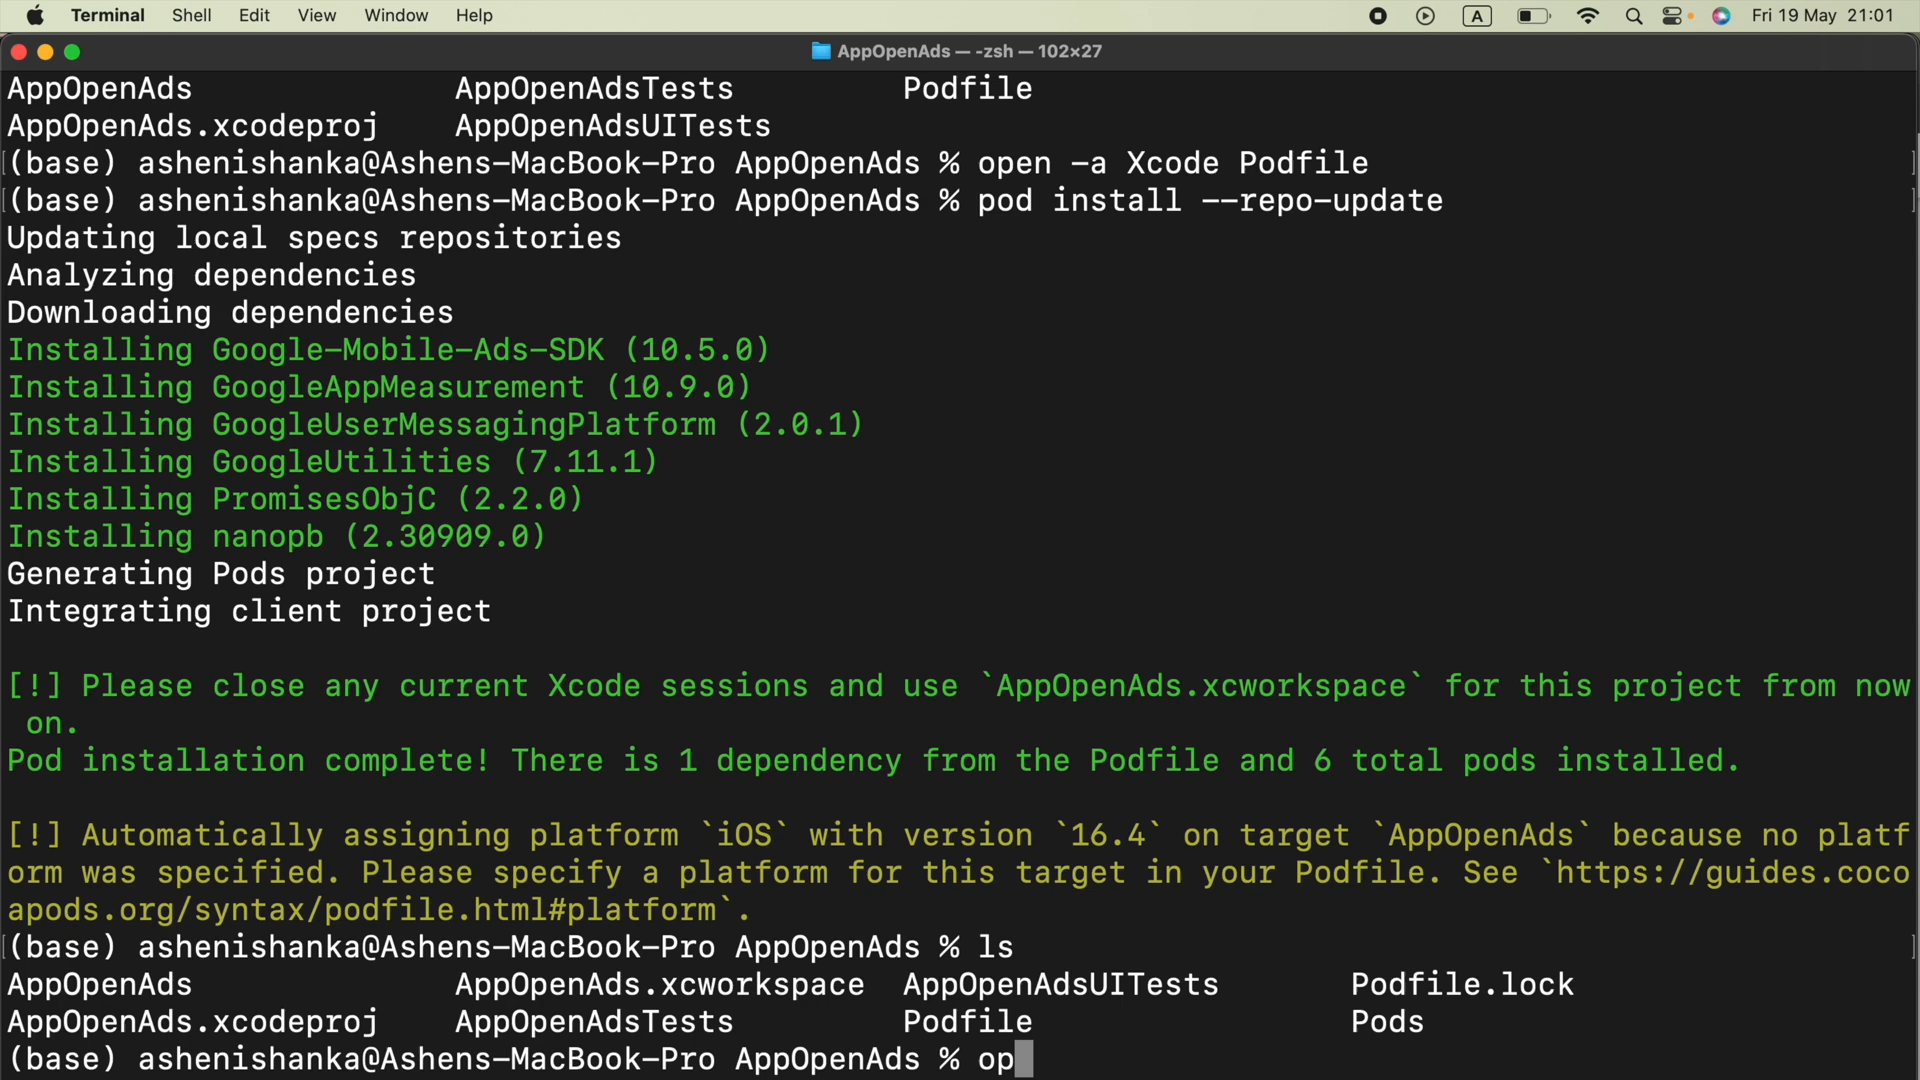 Terminal Shell Edit View Window Help A Fri 19 May 21:01
AppOpenAds — -zsh — 102×27
AppOpenAds AppOpenAdsTests Podfile
AppOpenAds.xcodeproj AppOpenAdsUITests
(base) ashenishanka@Ashens-MacBook-Pro AppOpenAds % open -a Xcode Podfile
(base) ashenishanka@Ashens-MacBook-Pro AppOpenAds % pod install --repo-update
Updating local specs repositories
Analyzing dependencies
Downloading dependencies
Installing Google-Mobile-Ads-SDK (10.5.0)
Installing GoogleAppMeasurement (10.9.0)
Installing GoogleUserMessagingPlatform (2.0.1)
Installing GoogleUtilities (7.11.1)
Installing PromisesObjC (2.2.0)
Installing nanopb (2.30909.0)
Generating Pods project
Integrating client project
[!] Please close any current Xcode sessions and use `AppOpenAds.xcworkspace` for this project from now
on.
Pod installation complete! There is 1 dependency from the Podfile and 6 total pods installed.
[!] Automatically assigning platform `iOS` with version `16.4` on target `AppOpenAds` because no platf
orm was specified. Please specify a platform for this target in your Podfile. See `https://guides.coco
apods.org/syntax/podfile.html#platform`.
(base) ashenishanka@Ashens-MacBook-Pro AppOpenAds % ls
AppOpenAds AppOpenAds.xcworkspace AppOpenAdsUITests Podfile.lock
AppOpenAds.xcodeproj AppOpenAdsTests Podfile Pods
(base) ashenishanka@Ashens-MacBook-Pro AppOpenAds % op